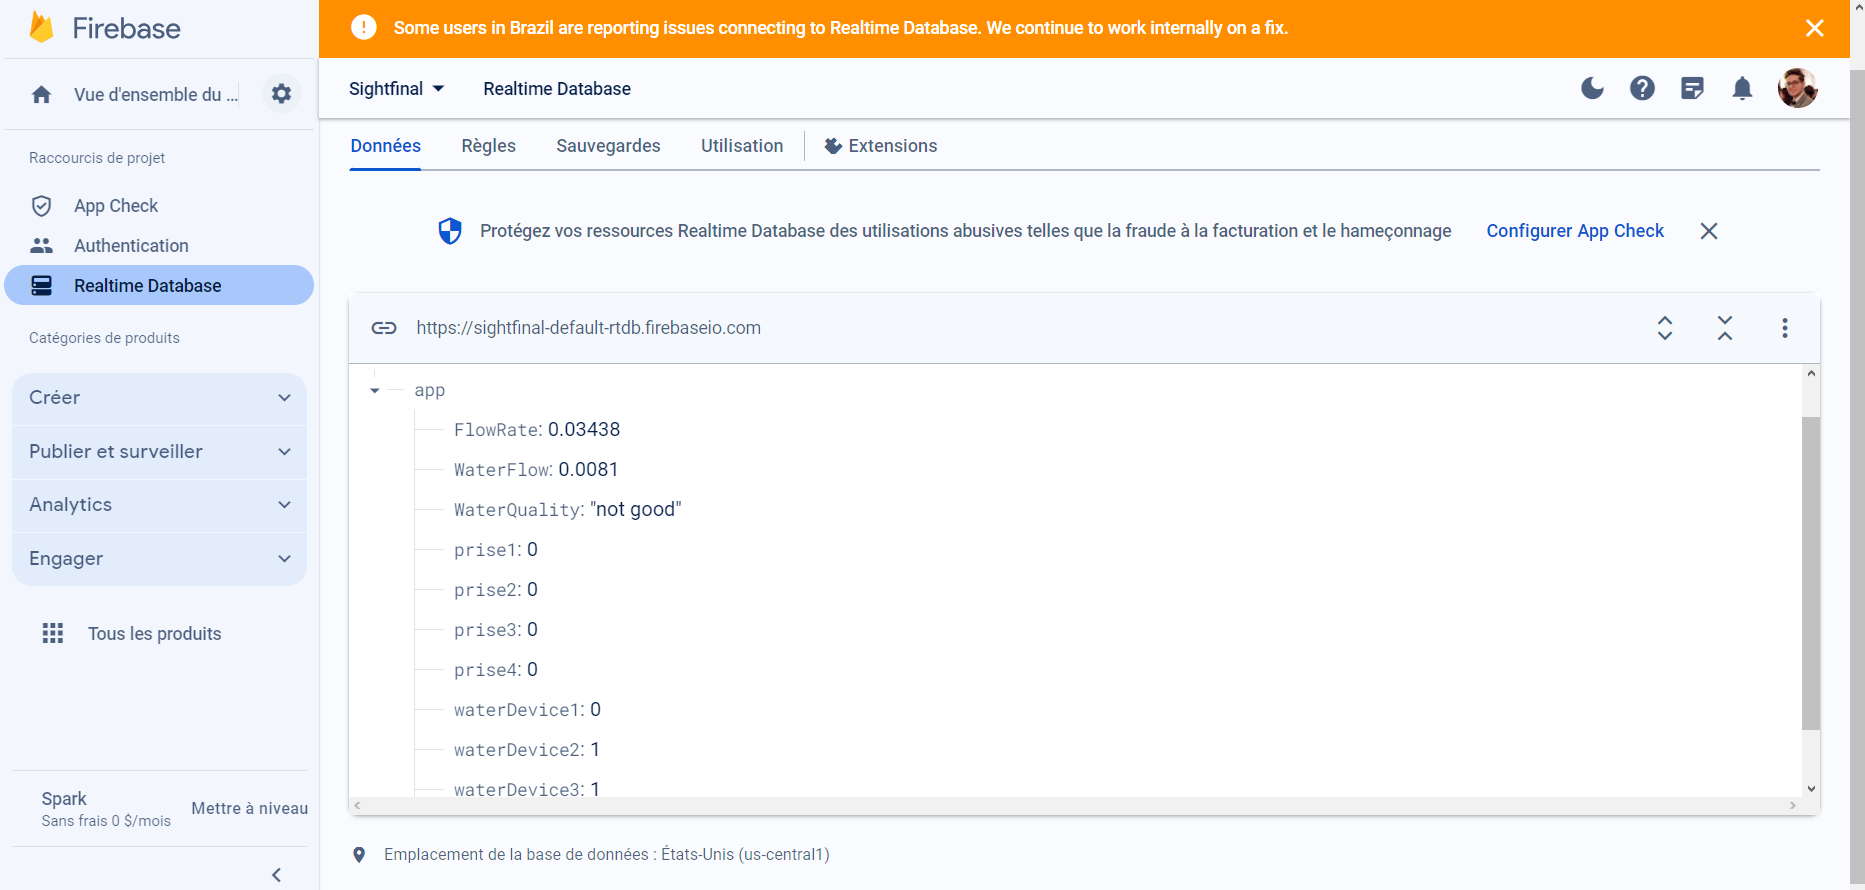 Firebase
Some users in Brazil are reporting issues connecting to Realtime Database. We continue to work internally on a fix.
Vue d'ensemble du ...
Sightfinal
Realtime Database
Raccourcis de projet
App Check
Authentication
Realtime Database
Catégories de produits
Créer
Publier et surveiller
Analytics
Engager
Tous les produits
Spark
Sans frais 0 $/mois
Mettre à niveau
Données
Règles
Sauvegardes
Utilisation
Extensions
Protégez vos ressources Realtime Database des utilisations abusives telles que la fraude à la facturation et le hameçonnage
Configurer App Check
https://sightfinal-default-rtdb.firebaseio.com
app
FlowRate: 0.03438
WaterFlow: 0.0081
WaterQuality: "not good"
prise1: 0
prise2: 0
prise3: 0
prise4: 0
waterDevice1: 0
waterDevice2: 1
waterDevice3: 1
Emplacement de la base de données : États-Unis (us-central1)